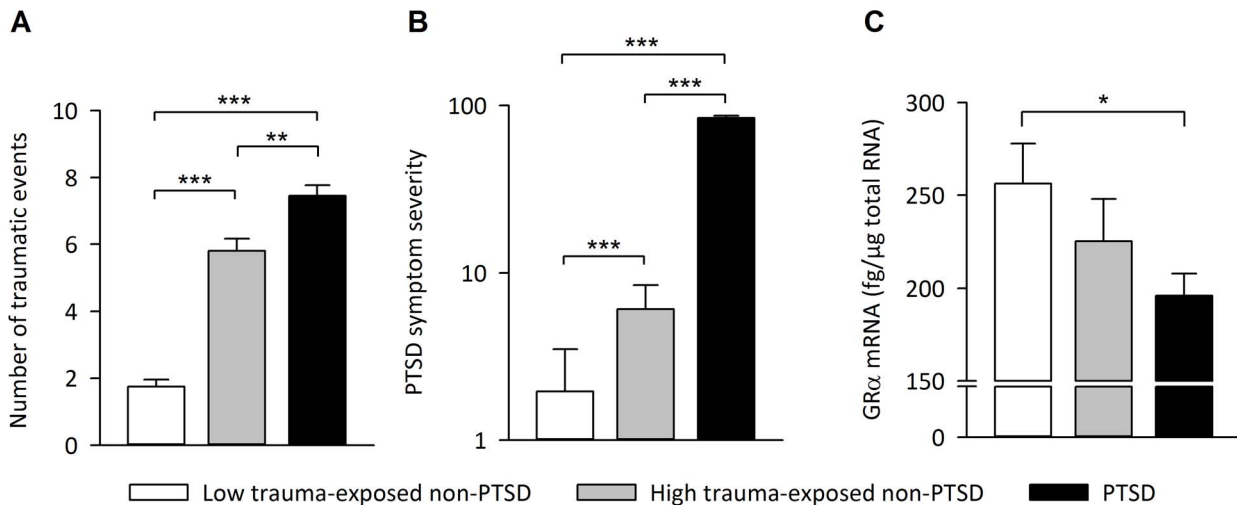 A
B
C
***
***
**
***
***
***
***
*
Number of traumatic events
10
8
6
4
2
0
PTSD symptom severity
100
10
1
GRα mRNA (fg/µg total RNA)
300
250
200
150
0
Low trauma-exposed non-PTSD
High trauma-exposed non-PTSD
PTSD